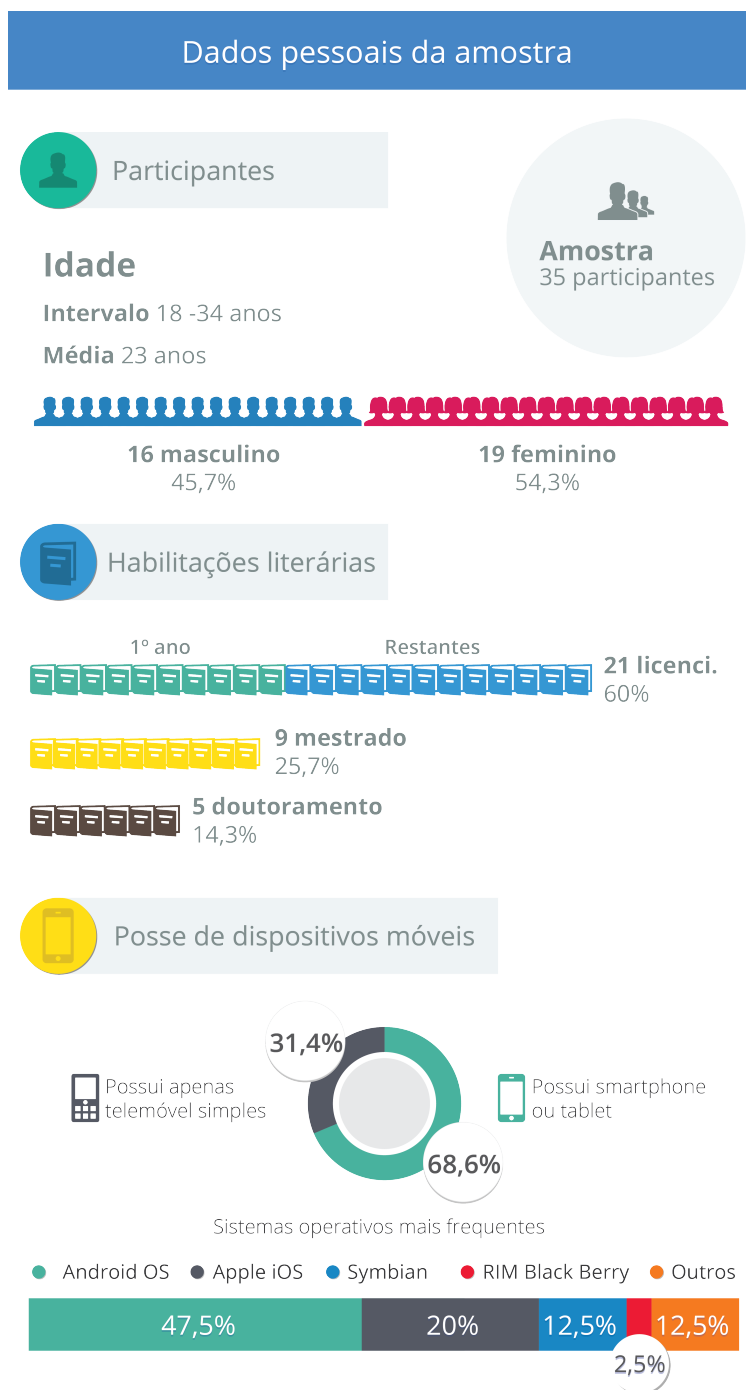 Dados pessoais da amostra
Participantes
Amostra
35 participantes
Idade
Intervalo 18 -34 anos
Média 23 anos
16 masculino
45,7%
19 feminino
54,3%
Habilitações literárias
1º ano
Restantes
21 licenci.
60%
9 mestrado
25,7%
5 doutoramento
14,3%
Posse de dispositivos móveis
31,4%
Possui apenas
telemóvel simples
Possui smartphone
ou tablet
68,6%
Sistemas operativos mais frequentes
Android OS
Apple iOS
Symbian
RIM Black Berry
Outros
47,5%
20%
12,5%
12,5%
2,5%